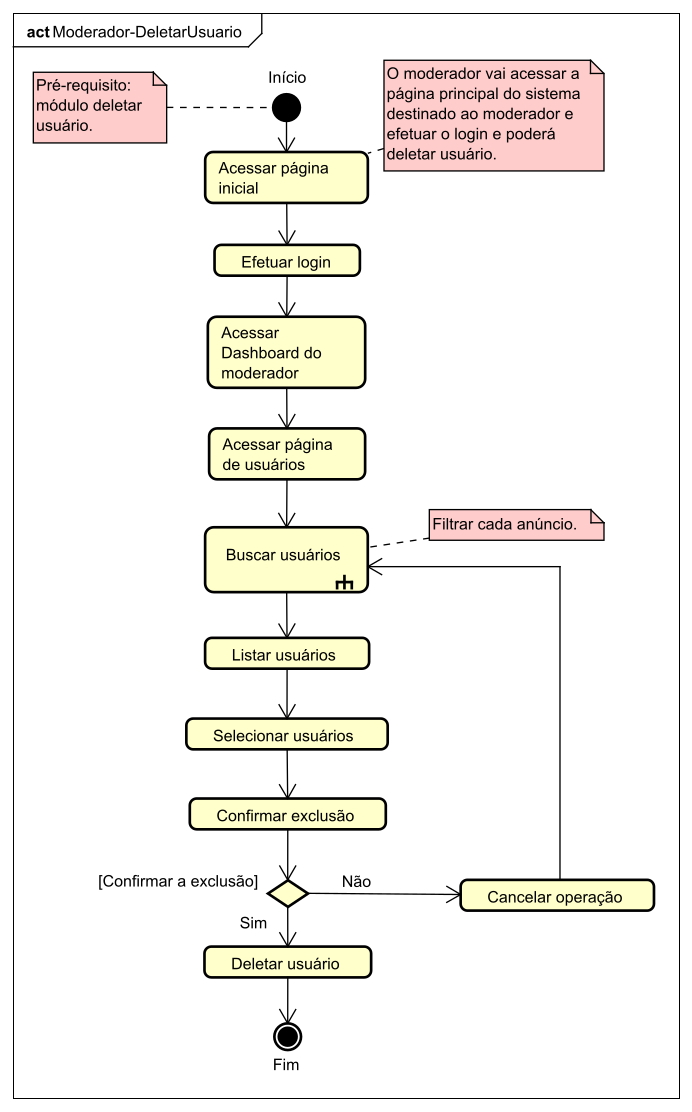 act Moderador-DeletarUsuario
Pré-requisito:
módulo deletar
usuário.
Início
O moderador vai acessar a
página principal do sistema
destinado ao moderador e
efetuar o login e poderá
deletar usuário.
Acessar página
inicial
Efetuar login
Acessar
Dashboard do
moderador
Acessar página
de usuários
Filtrar cada anúncio.
Buscar usuários
Listar usuários
Selecionar usuários
Confirmar exclusão
[Confirmar a exclusão]
Não
Cancelar operação
Sim
Deletar usuário
Fim